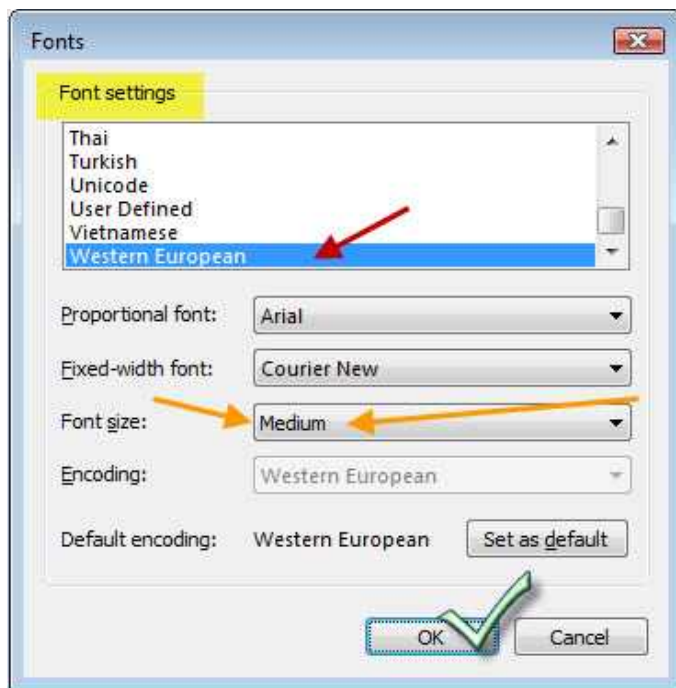 Fonts
Font settings
Thai
Turkish
Unicode
User Defined
Vietnamese
Western European
Proportional font: Arial
Fixed-width font: Courier New
Font size: Medium
Encoding: Western European
Default encoding: Western European Set as default
OK Cancel